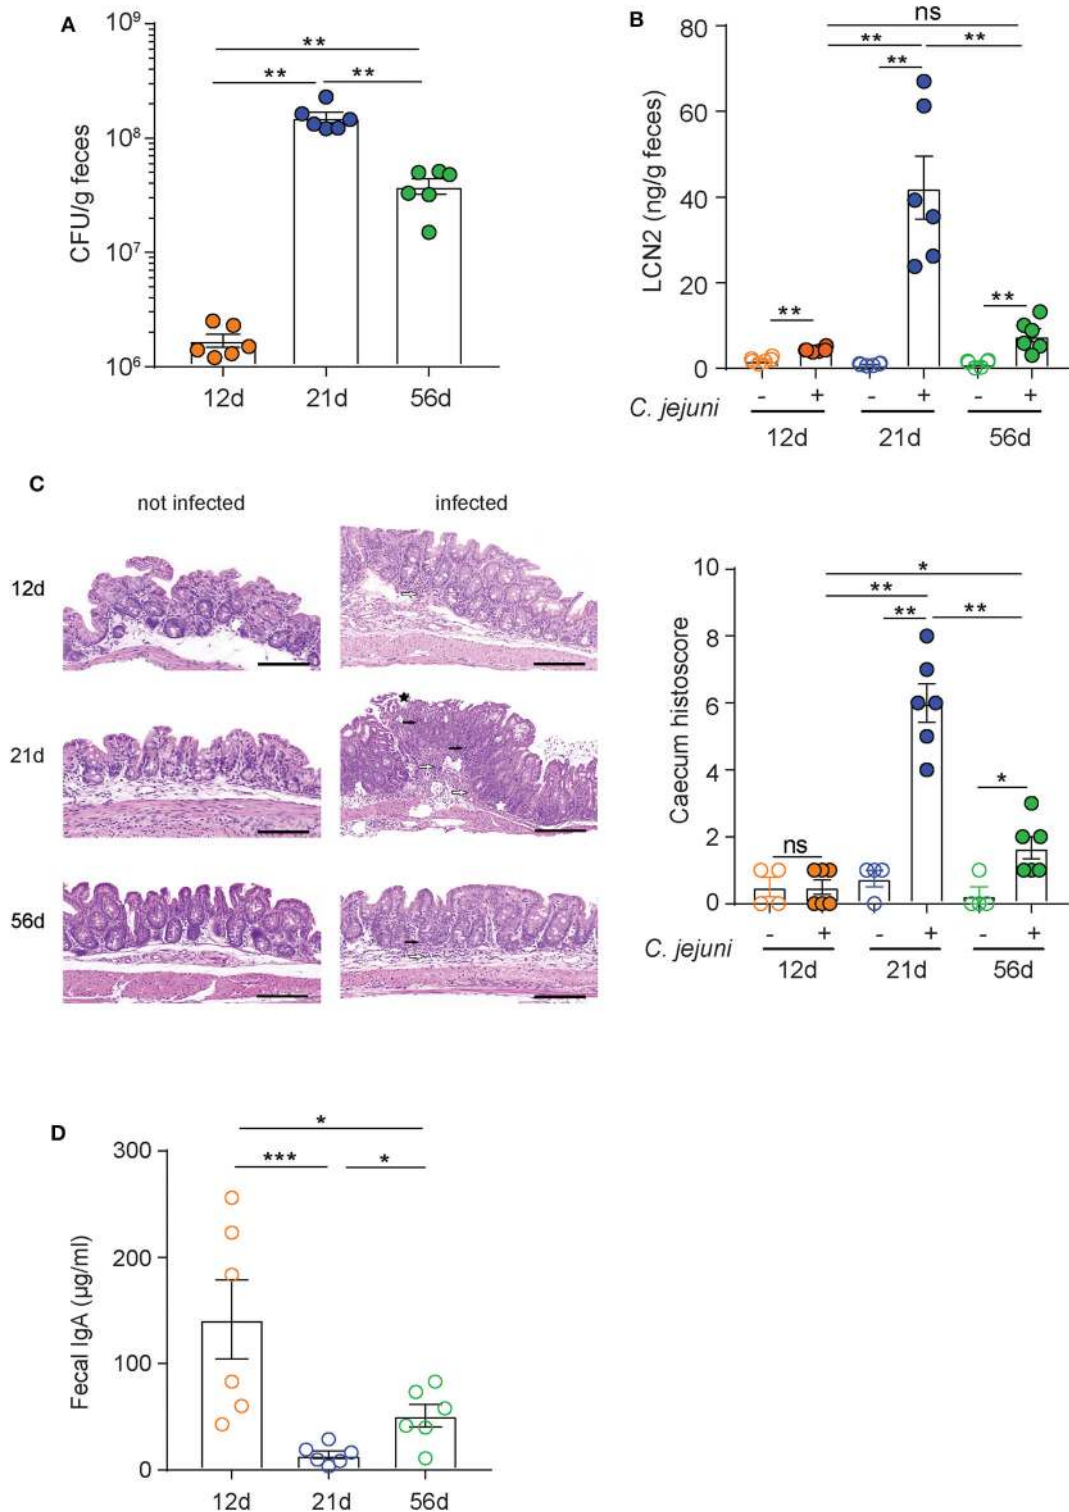 A
10⁹
10⁸
10⁷
10⁶
CFU/g feces
**
** **
12d 21d 56d
B
80
60
40
20
0
LCN2 (ng/g feces)
ns
** **
**
**
**
- + - + - +
C. jejuni
12d 21d 56d
C
not infected infected
12d
21d
56d
10
8
6
4
2
0
Caecum histoscore
*
**
** **
*
ns
- + - + - +
C. jejuni
12d 21d 56d
D
300
200
100
0
Fecal IgA (µg/ml)
*
*** *
12d 21d 56d